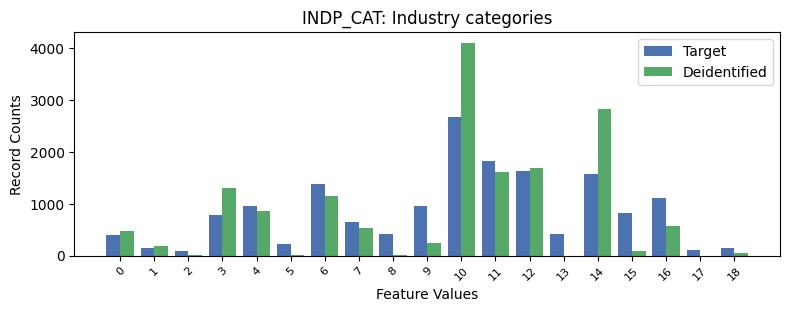 INDP_CAT: Industry categories
Target
Deidentified
Record Counts
4000
3000
2000
1000
0
0 1 2 3 4 5 6 7 8 9 10 11 12 13 14 15 16 17 18
Feature Values